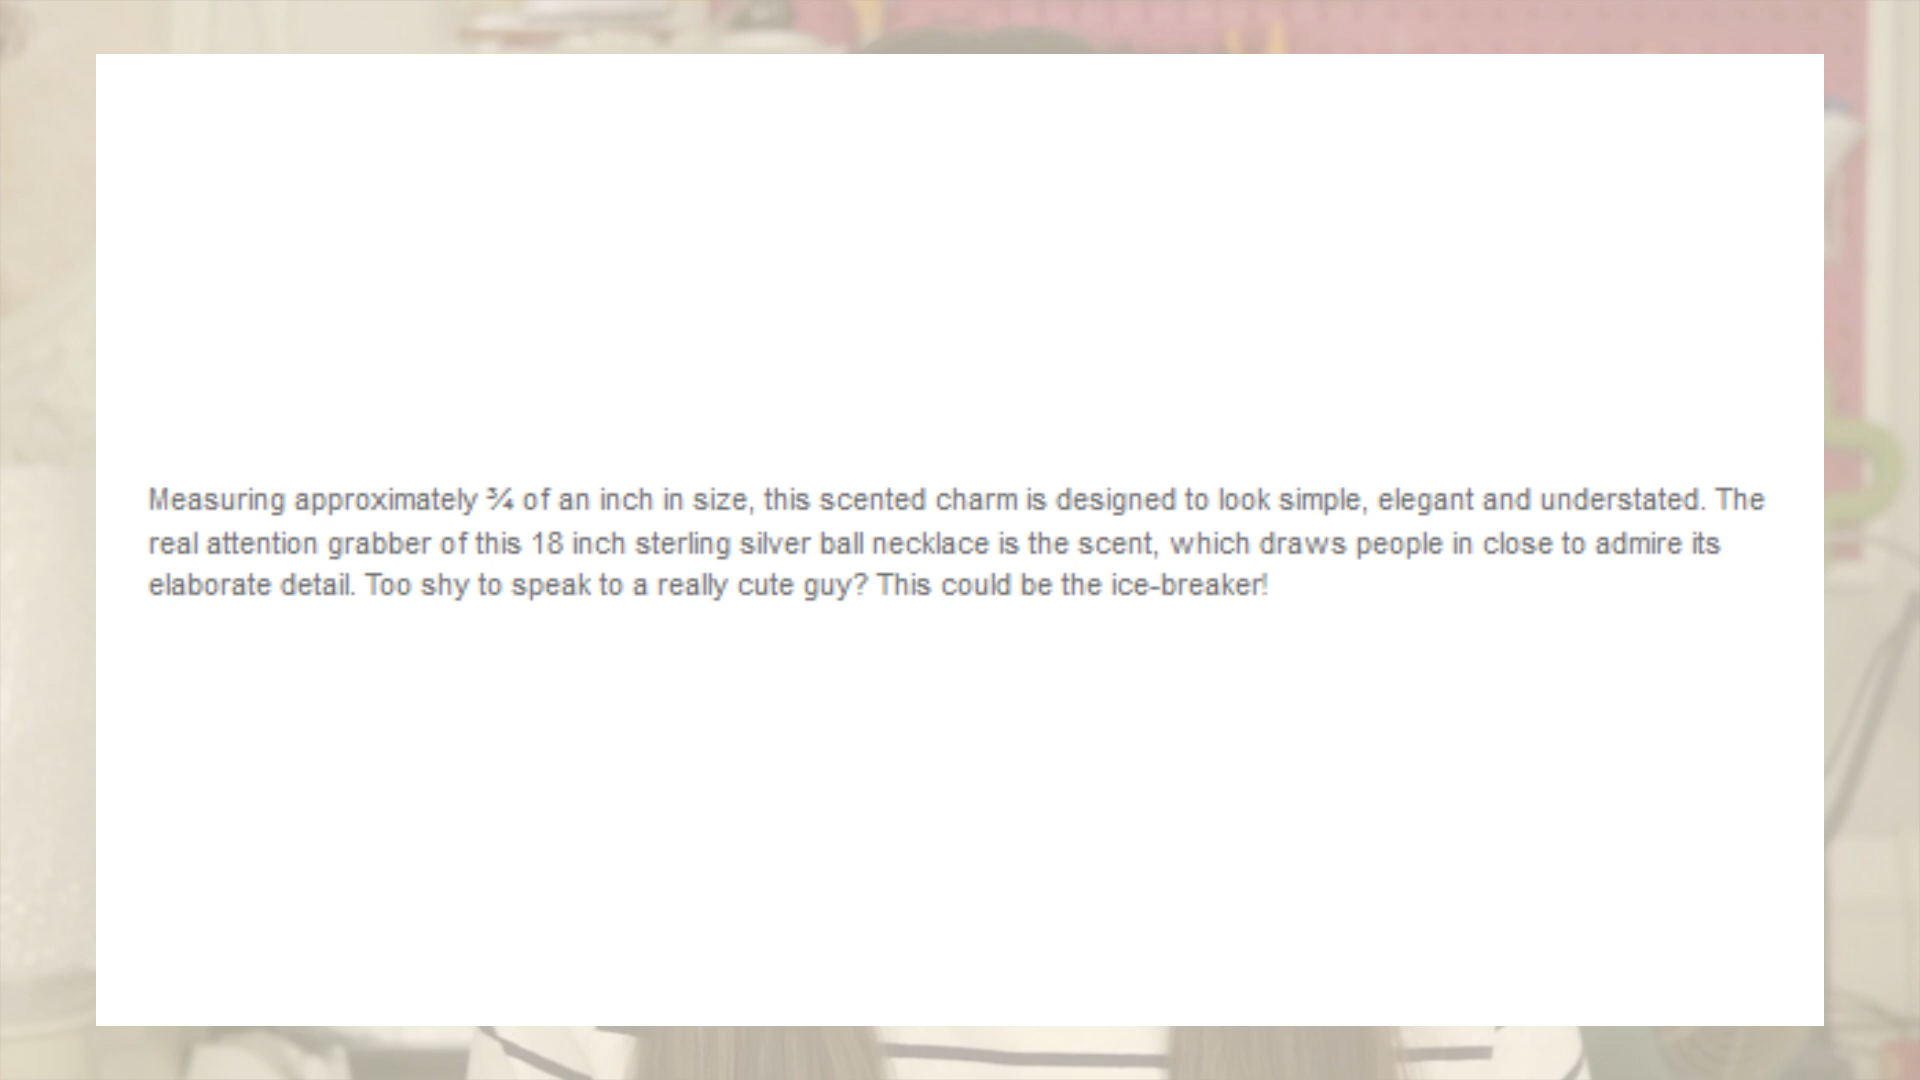 Measuring approximately ¾ of an inch in size, this scented charm is designed to look simple, elegant and understated. The
real attention grabber of this 18 inch sterling silver ball necklace is the scent, which draws people in close to admire its
elaborate detail. Too shy to speak to a really cute guy? This could be the ice-breaker!